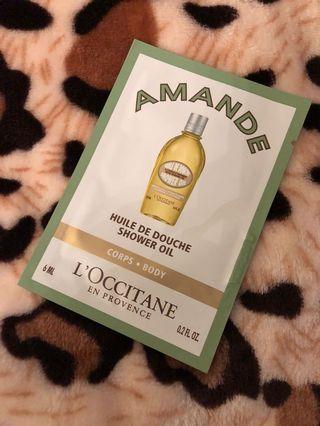 AMANDE
HUILE DE DOUCHE
SHOWER OIL
CORPS • BODY
6 ML
L'OCCITANE
EN PROVENCE
0.2 FL.OZ.